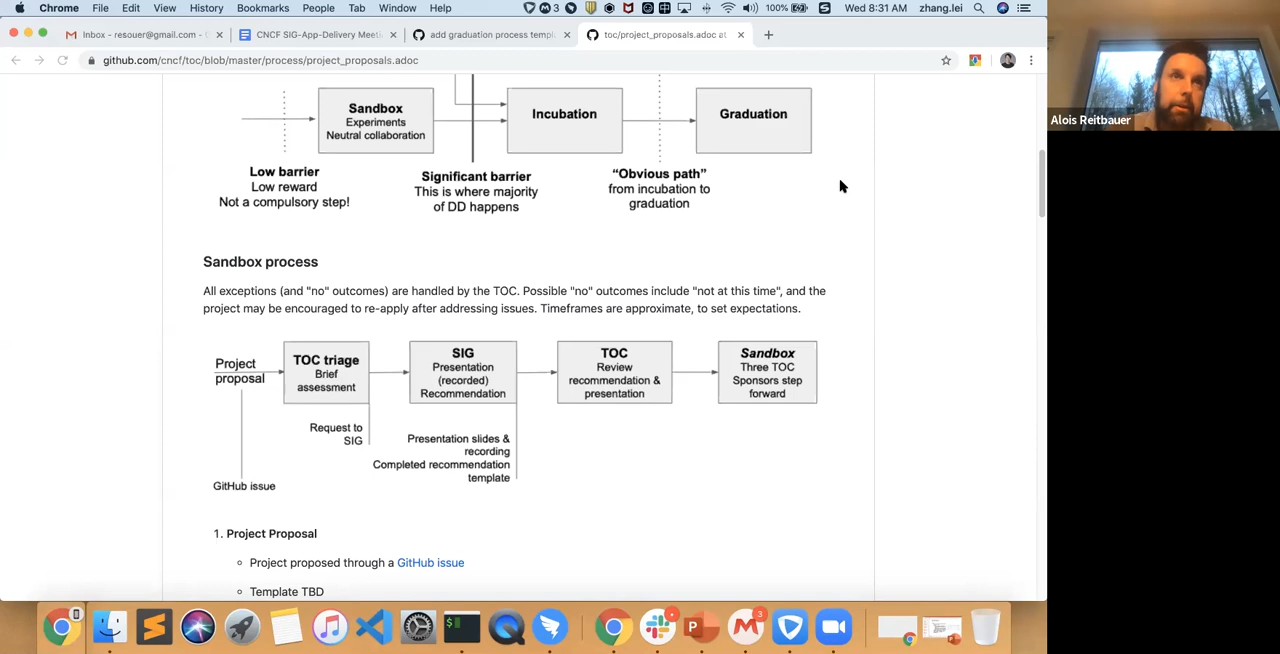 Chrome File Edit View History Bookmarks People Tab Window Help
3 100% Wed 8:31 AM zhang.lei
Inbox - resouer@gmail.com -
CNCF SIG-App-Delivery Meeti
add graduation process templ
toc/project_proposals.adoc at
github.com/cncf/toc/blob/master/process/project_proposals.adoc
Alois Reitbauer
Sandbox
Experiments
Neutral collaboration
Incubation
Graduation
Low barrier
Low reward
Not a compulsory step!
Significant barrier
This is where majority
of DD happens
“Obvious path”
from incubation to
graduation
Sandbox process
All exceptions (and "no" outcomes) are handled by the TOC. Possible "no" outcomes include "not at this time", and the
project may be encouraged to re-apply after addressing issues. Timeframes are approximate, to set expectations.
Project
proposal
TOC triage
Brief
assessment
SIG
Presentation
(recorded)
Recommendation
TOC
Review
recommendation &
presentation
Sandbox
Three TOC
Sponsors step
forward
Request to
SIG
Presentation slides &
recording
Completed recommendation
template
GitHub issue
1. Project Proposal
Project proposed through a GitHub issue
Template TBD
3